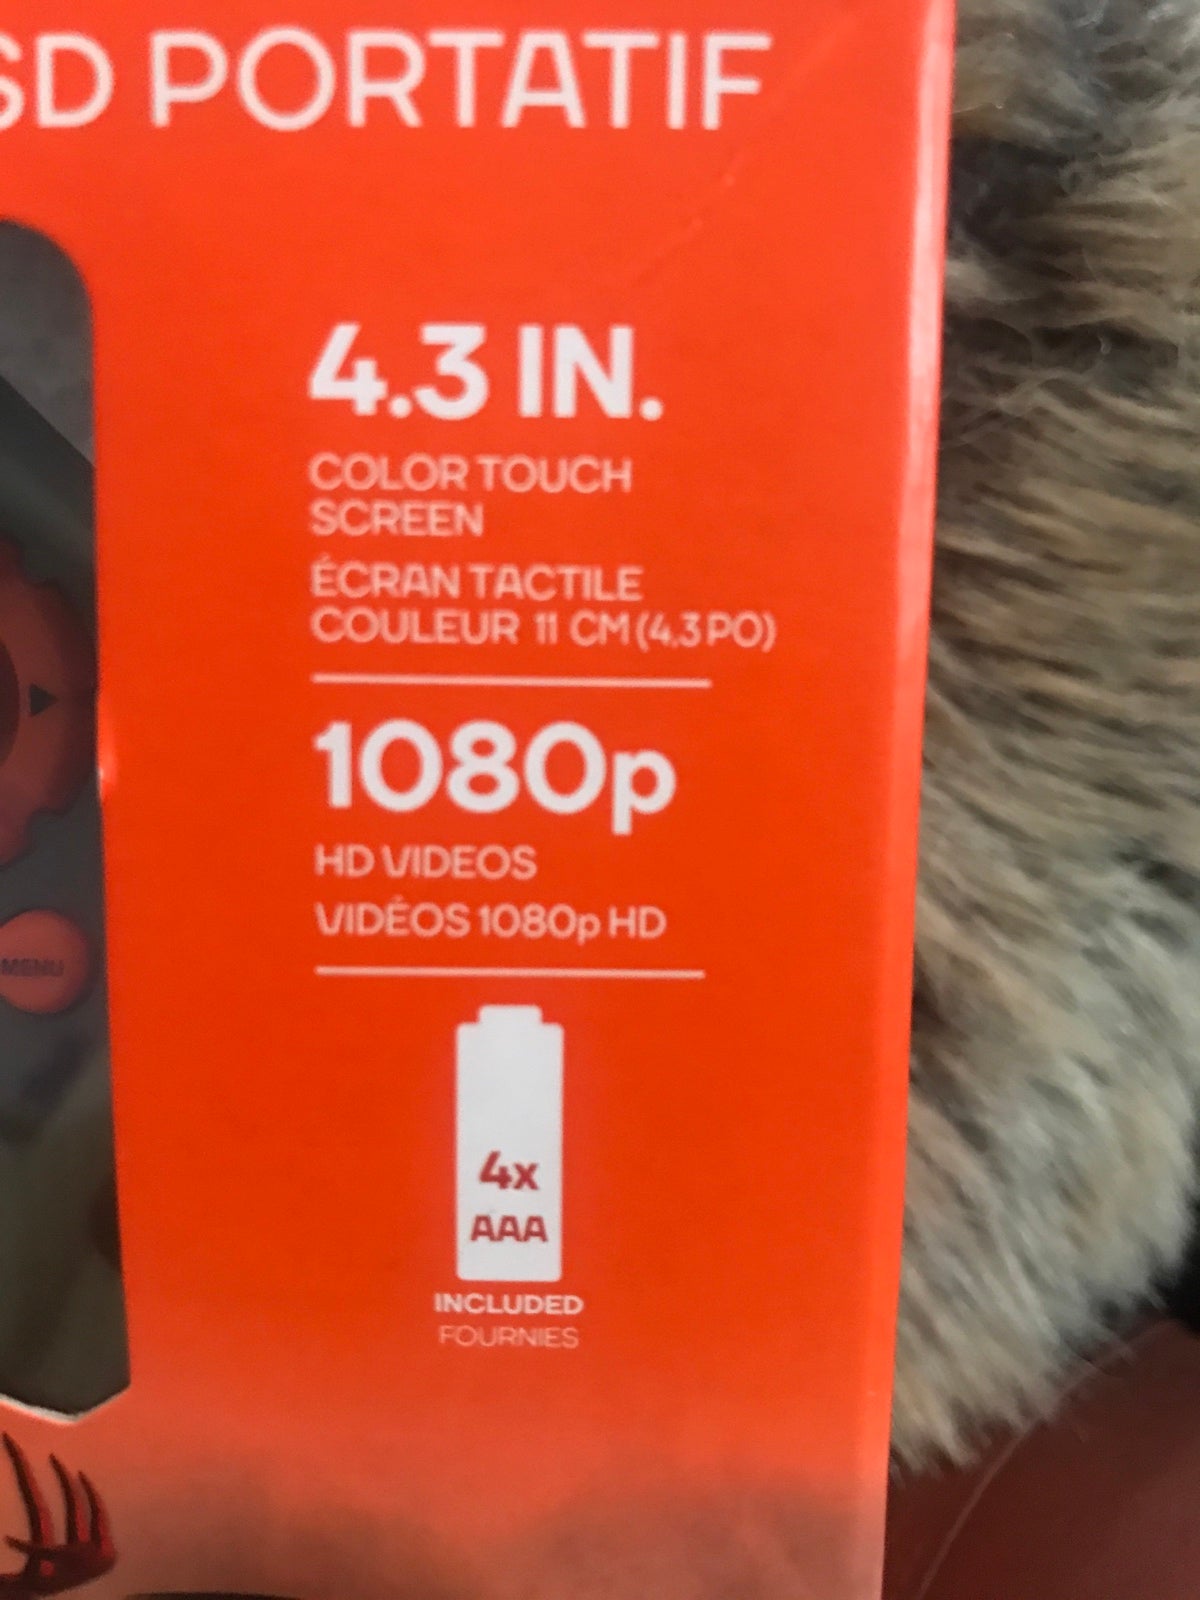 SD PORTATIF
4.3 IN.
COLOR TOUCH
SCREEN
ÉCRAN TACTILE
COULEUR 11 CM (4,3 PO)
1080p
HD VIDEOS
VIDÉOS 1080p HD
MENU
4x
AAA
INCLUDED
FOURNIES